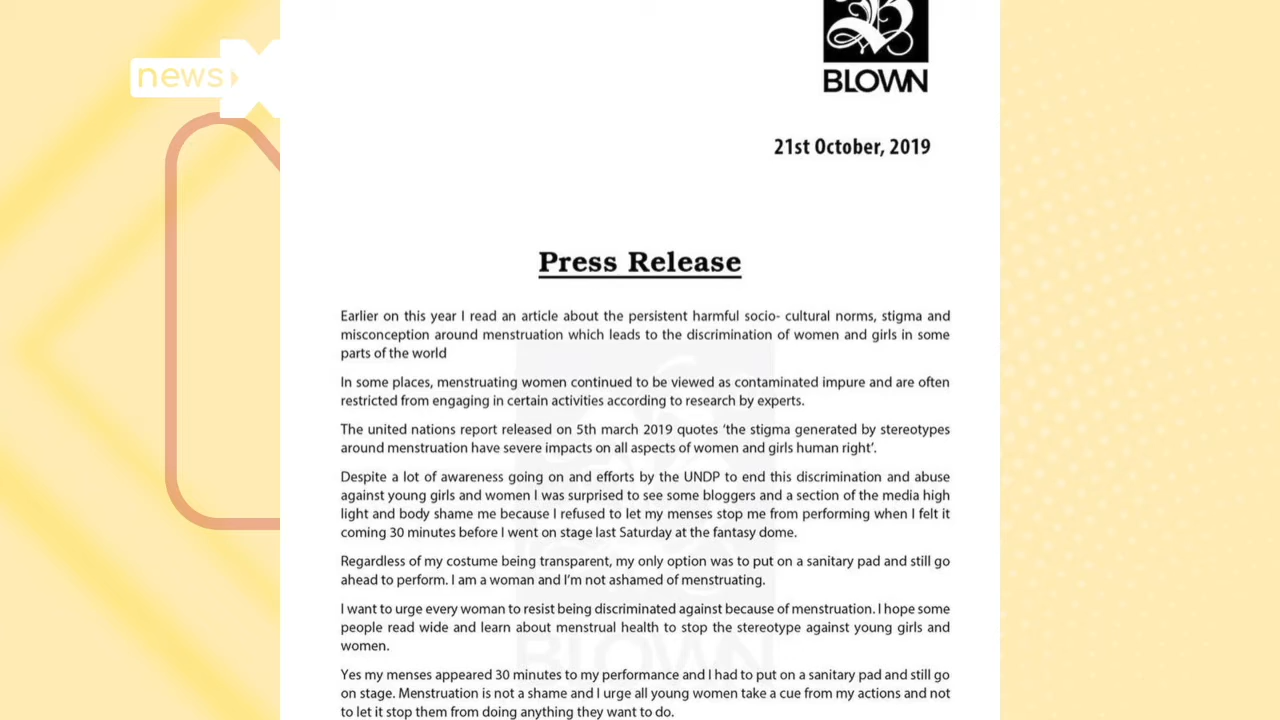 news
BLOWN
21st October, 2019
Press Release
Earlier on this year I read an article about the persistent harmful socio- cultural norms, stigma and
misconception around menstruation which leads to the discrimination of women and girls in some
parts of the world
In some places, menstruating women continued to be viewed as contaminated impure and are often
restricted from engaging in certain activities according to research by experts.
The united nations report released on 5th march 2019 quotes ‘the stigma generated by stereotypes
around menstruation have severe impacts on all aspects of women and girls human right’.
Despite a lot of awareness going on and efforts by the UNDP to end this discrimination and abuse
against young girls and women I was surprised to see some bloggers and a section of the media high
light and body shame me because I refused to let my menses stop me from performing when I felt it
coming 30 minutes before I went on stage last Saturday at the fantasy dome.
Regardless of my costume being transparent, my only option was to put on a sanitary pad and still go
ahead to perform. I am a woman and I’m not ashamed of menstruating.
I want to urge every woman to resist being discriminated against because of menstruation. I hope some
people read wide and learn about menstrual health to stop the stereotype against young girls and
women.
BLOWN
Yes my menses appeared 30 minutes to my performance and I had to put on a sanitary pad and still go
on stage. Menstruation is not a shame and I urge all young women take a cue from my actions and not
to let it stop them from doing anything they want to do.